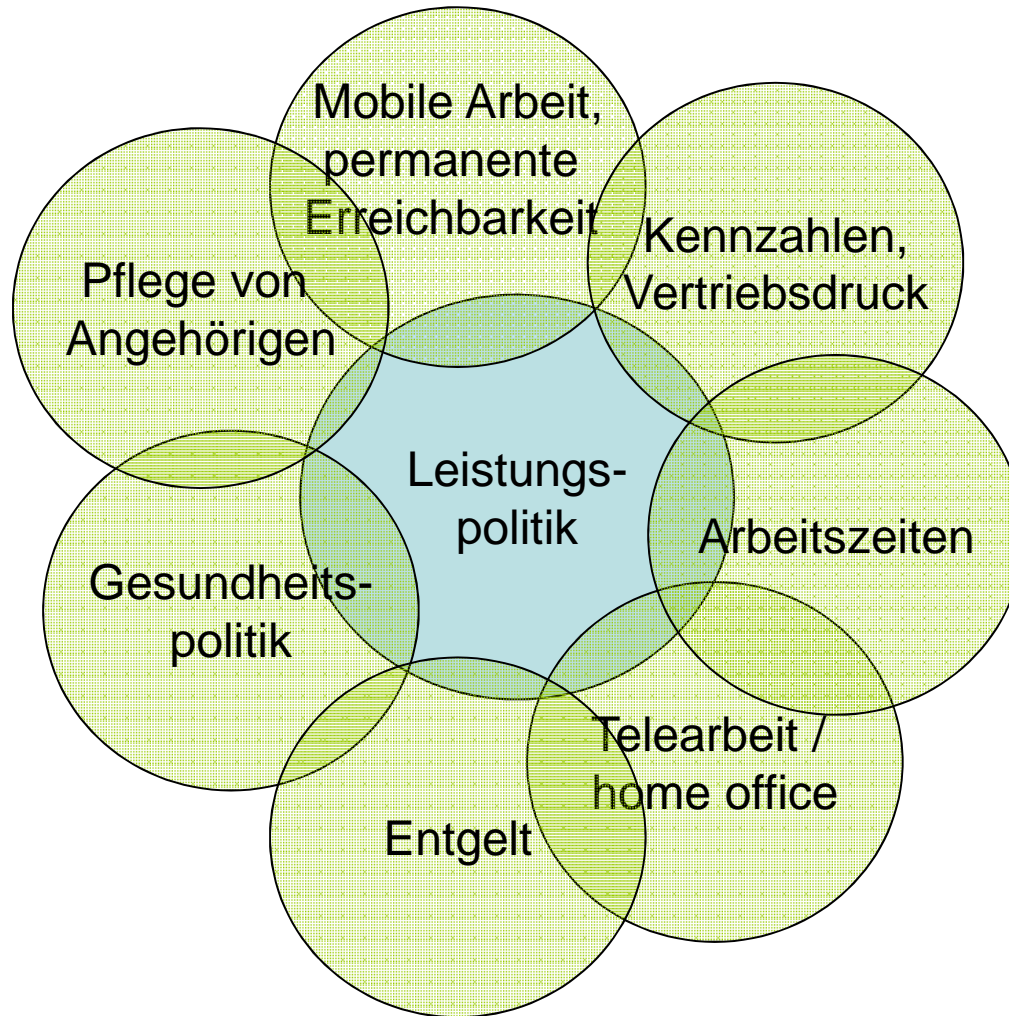 Mobile Arbeit,
permanente
Erreichbarkeit
Kennzahlen,
Vertriebsdruck
Pflege von
Angehörigen
Leistungs-
politik
Arbeitszeiten
Gesundheits-
politik
Telearbeit /
home office
Entgelt